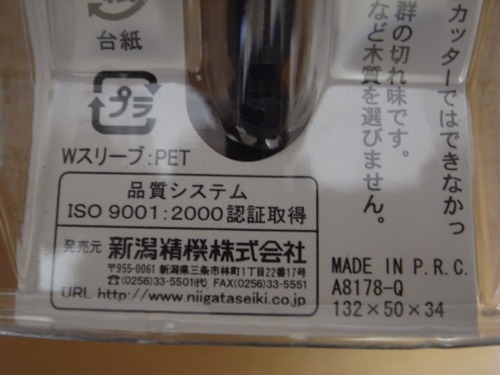 台紙
プラ
Wスリーブ:PET
品質システム
ISO 9001:2000認証取得
発売元 新潟精機株式会社
〒955-0061 新潟県三条市林町1丁目22番17号
☎(0256)33-5501(代) FAX(0256)33-5551
URL http://www.niigataseiki.co.jp
カッターではできなかっ
群の切れ味です。
など木質を選びません。
MADE IN P.R.C.
A8178-Q
132×50×34